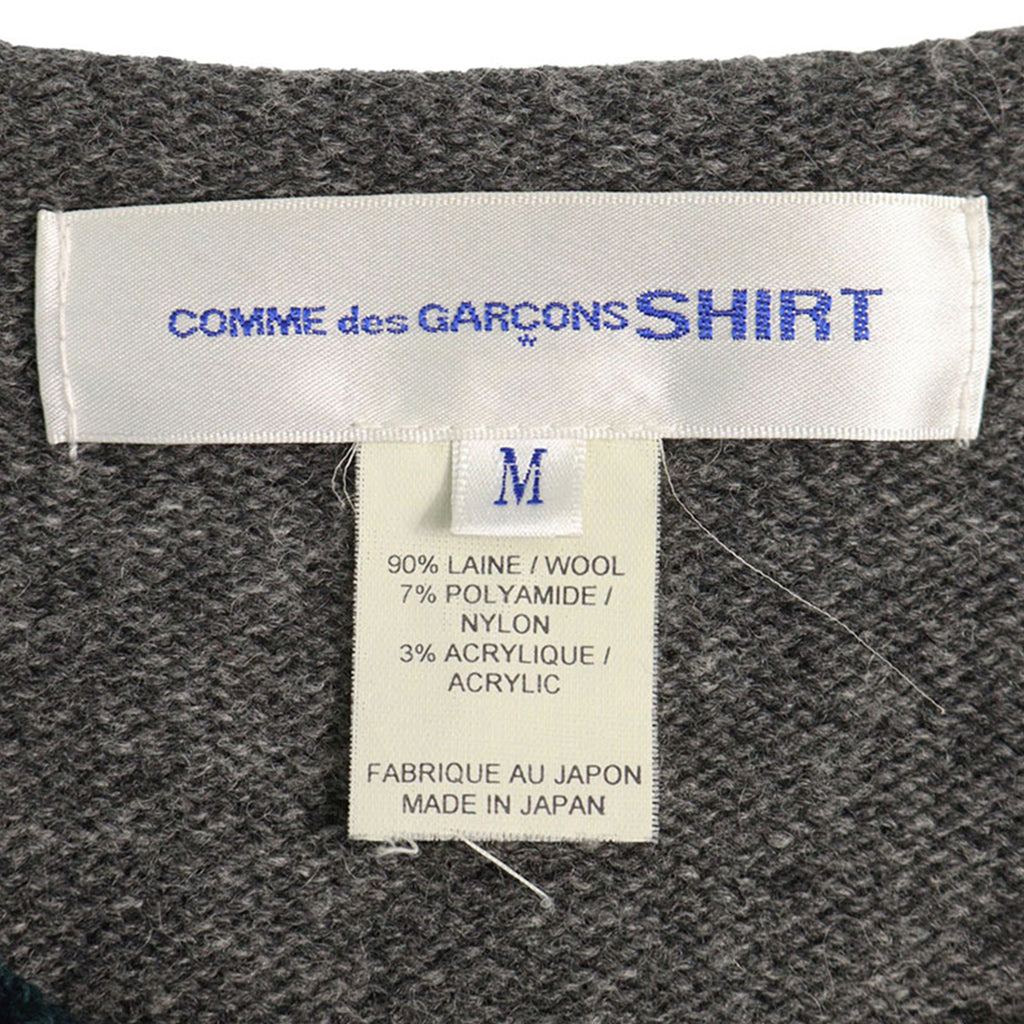 COMME des GARÇONS SHIRT
M
90% LAINE / WOOL
7% POLYAMIDE /
NYLON
3% ACRYLIQUE /
ACRYLIC
FABRIQUE AU JAPON
MADE IN JAPAN